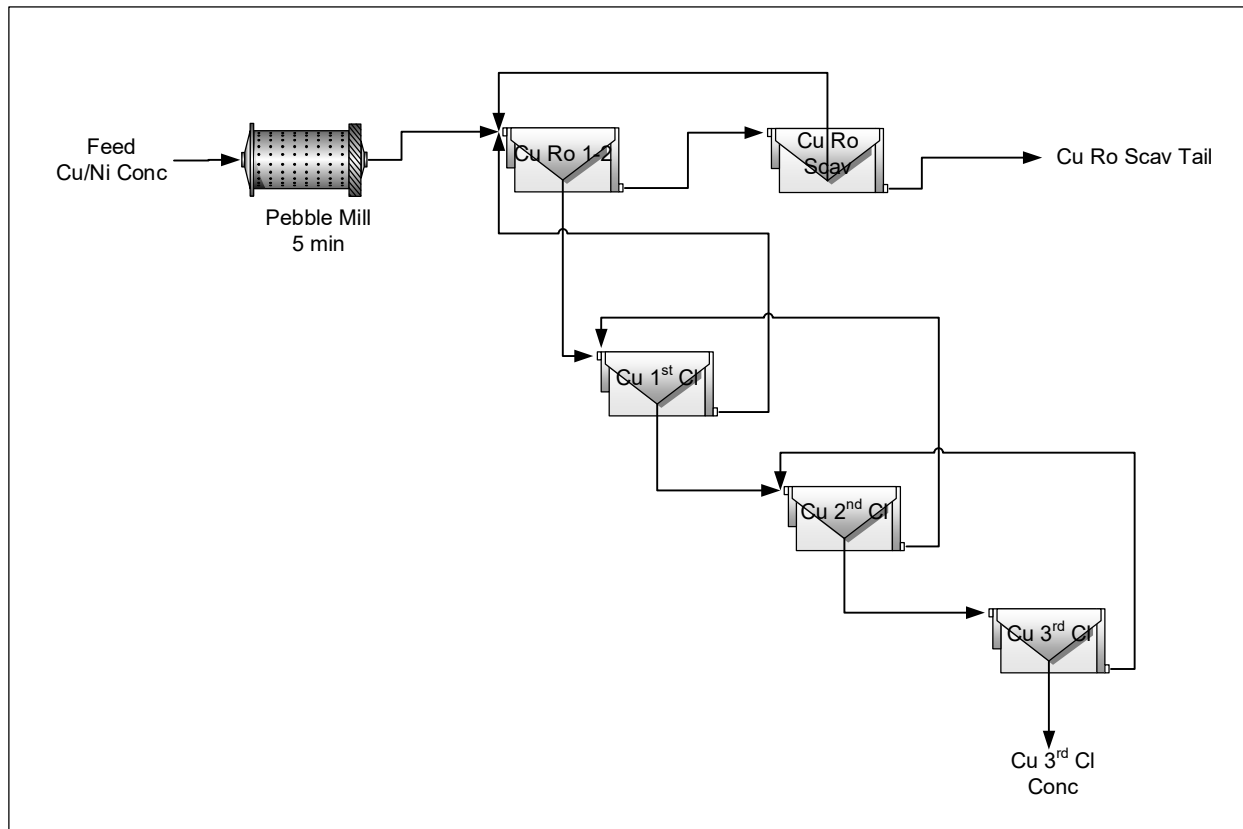 Feed
Cu/Ni Conc
Pebble Mill
5 min
Cu Ro 1-2
Cu Ro
Scav
Cu Ro Scav Tail
Cu 1st Cl
Cu 2nd Cl
Cu 3rd Cl
Cu 3rd Cl
Conc